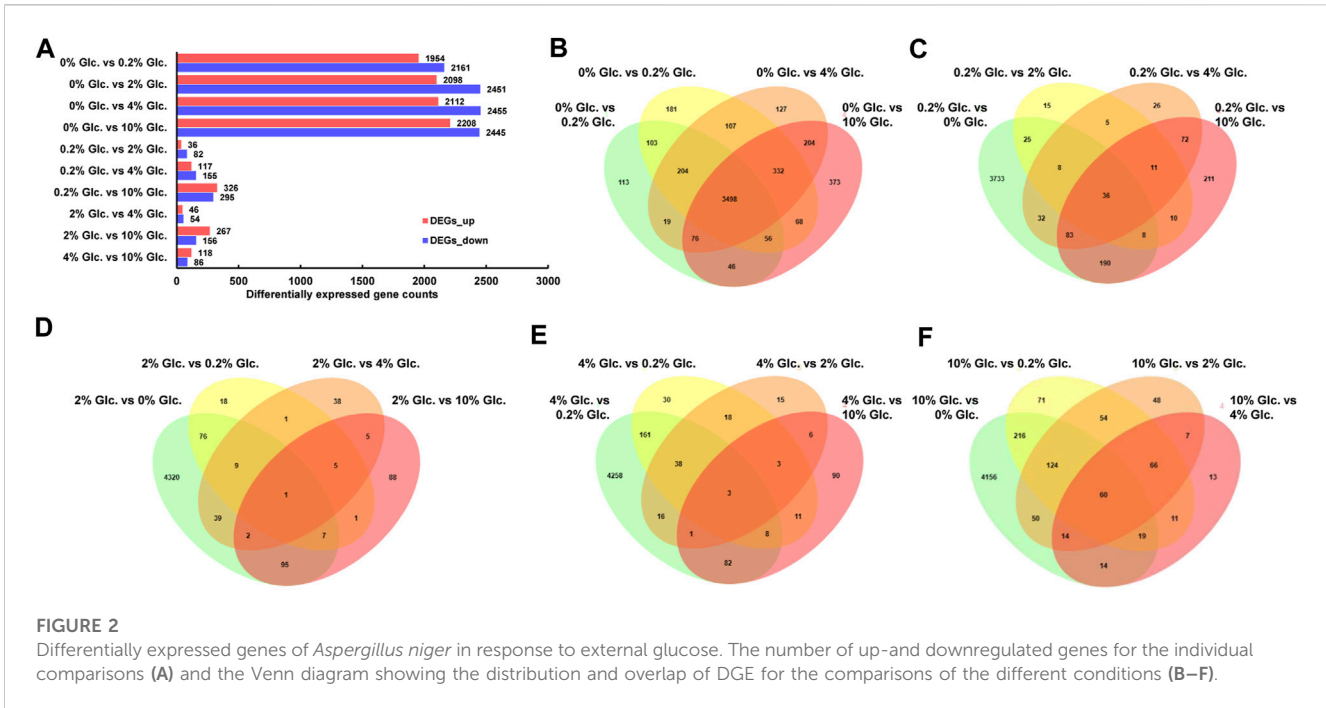 A
0% Glc. vs 0.2% Glc.
1954
2161
0% Glc. vs 2% Glc.
2098
2451
0% Glc. vs 4% Glc.
2112
2455
0% Glc. vs 10% Glc.
2208
2445
0.2% Glc. vs 2% Glc.
36
82
0.2% Glc. vs 4% Glc.
117
155
0.2% Glc. vs 10% Glc.
326
295
2% Glc. vs 4% Glc.
46
54
2% Glc. vs 10% Glc.
267
156
4% Glc. vs 10% Glc.
118
86
DEGs_up
DEGs_down
0 500 1000 1500 2000 2500 3000
Differentially expressed gene counts
B
0% Glc. vs 0.2% Glc.
0% Glc. vs 4% Glc.
0% Glc. vs
0.2% Glc.
0% Glc. vs
10% Glc.
181 127
103 107 204
113 204 332 373
3498
19 68
76 56
46
C
0.2% Glc. vs 2% Glc.
0.2% Glc. vs 4% Glc.
0.2% Glc. vs
0% Glc.
0.2% Glc. vs
10% Glc.
15 26
25 5 72
3733 8 11 211
36
32 10
83 8
190
D
2% Glc. vs 0.2% Glc.
2% Glc. vs 4% Glc.
2% Glc. vs 0% Glc.
2% Glc. vs 10% Glc.
18 38
76 1 5
4320 9 5 88
1
39 1
2 7
95
E
4% Glc. vs 0.2% Glc.
4% Glc. vs 2% Glc.
4% Glc. vs
0.2% Glc.
4% Glc. vs
10% Glc.
30 15
161 18 6
4258 38 3 90
3
16 11
1 8
82
F
10% Glc. vs 0.2% Glc.
10% Glc. vs 2% Glc.
10% Glc. vs
0% Glc.
10% Glc. vs
4% Glc.
4
71 48
216 54 7
4156 124 66 13
60
50 11
14 19
14
FIGURE 2
Differentially expressed genes of Aspergillus niger in response to external glucose. The number of up-and downregulated genes for the individual
comparisons (A) and the Venn diagram showing the distribution and overlap of DGE for the comparisons of the different conditions (B–F).